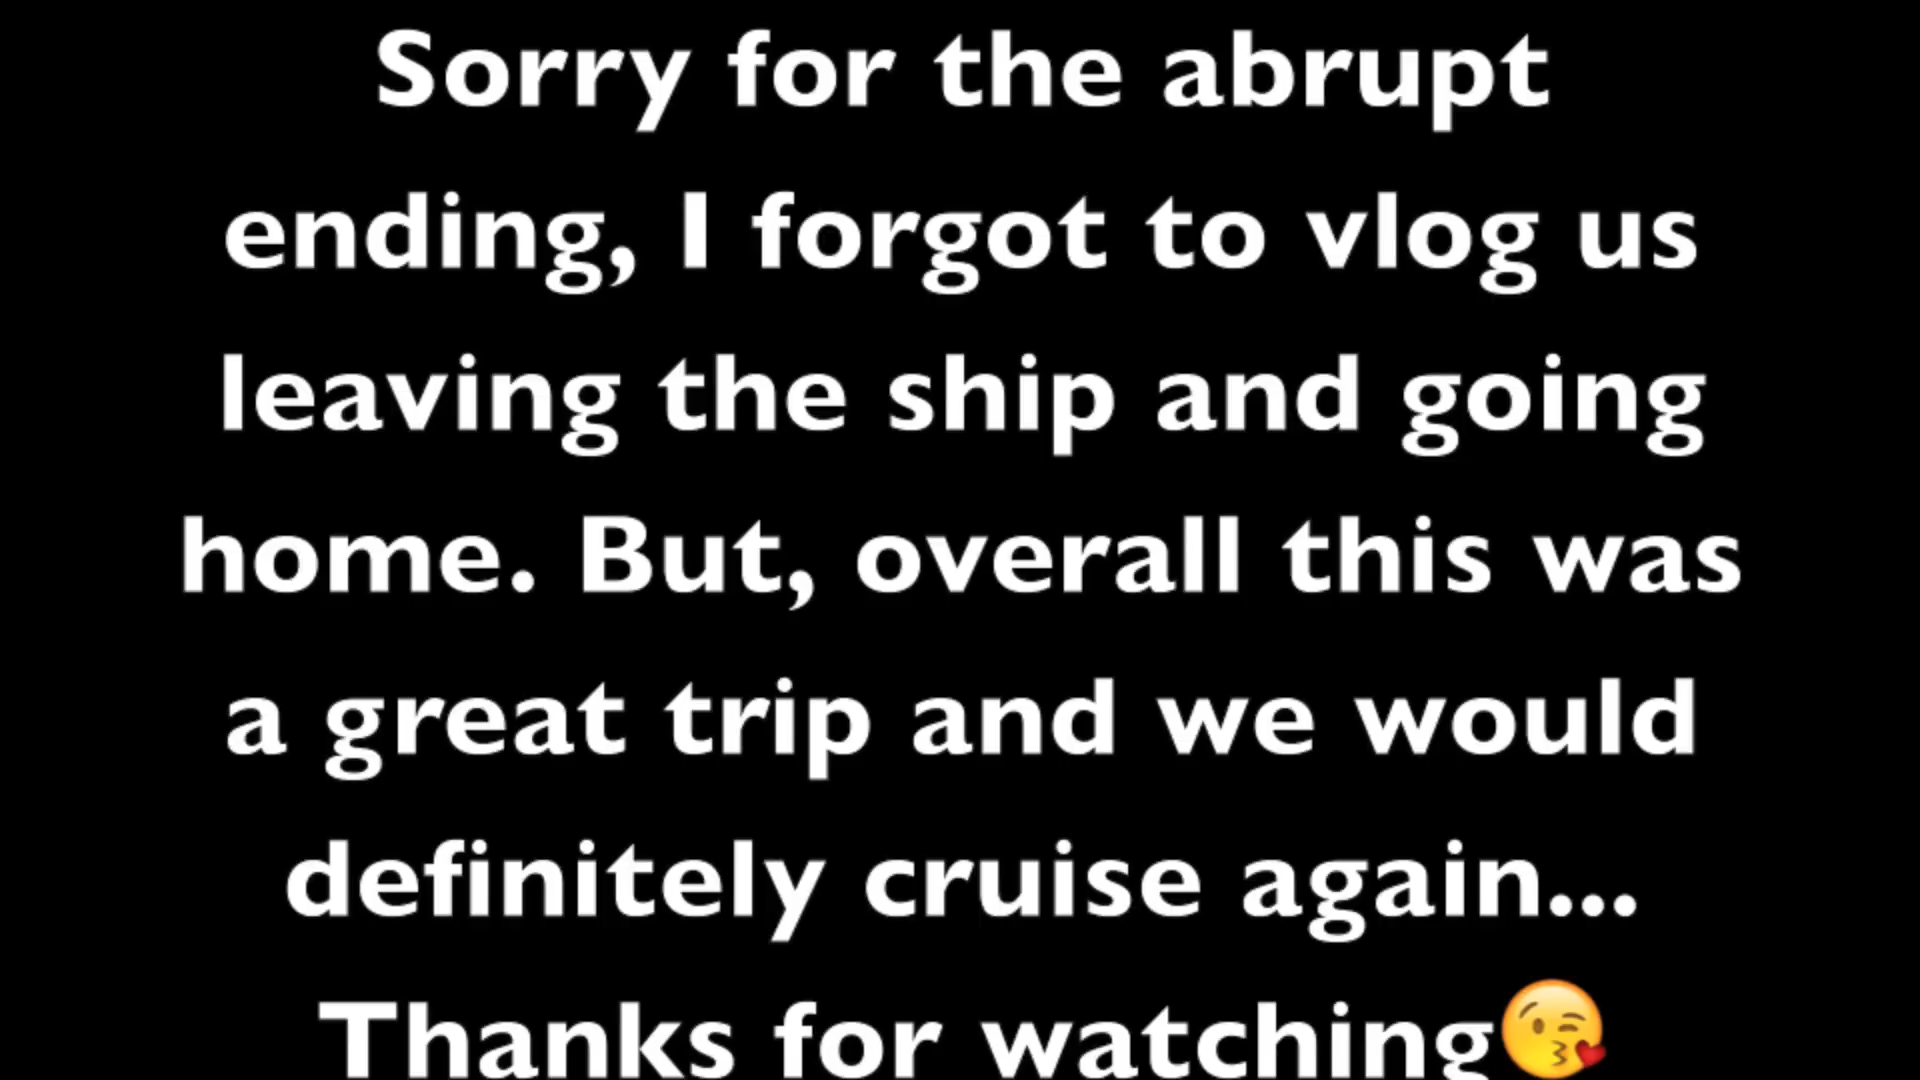 Sorry for the abrupt
ending, I forgot to vlog us
leaving the ship and going
home. But, overall this was
a great trip and we would
definitely cruise again...
Thanks for watching😘